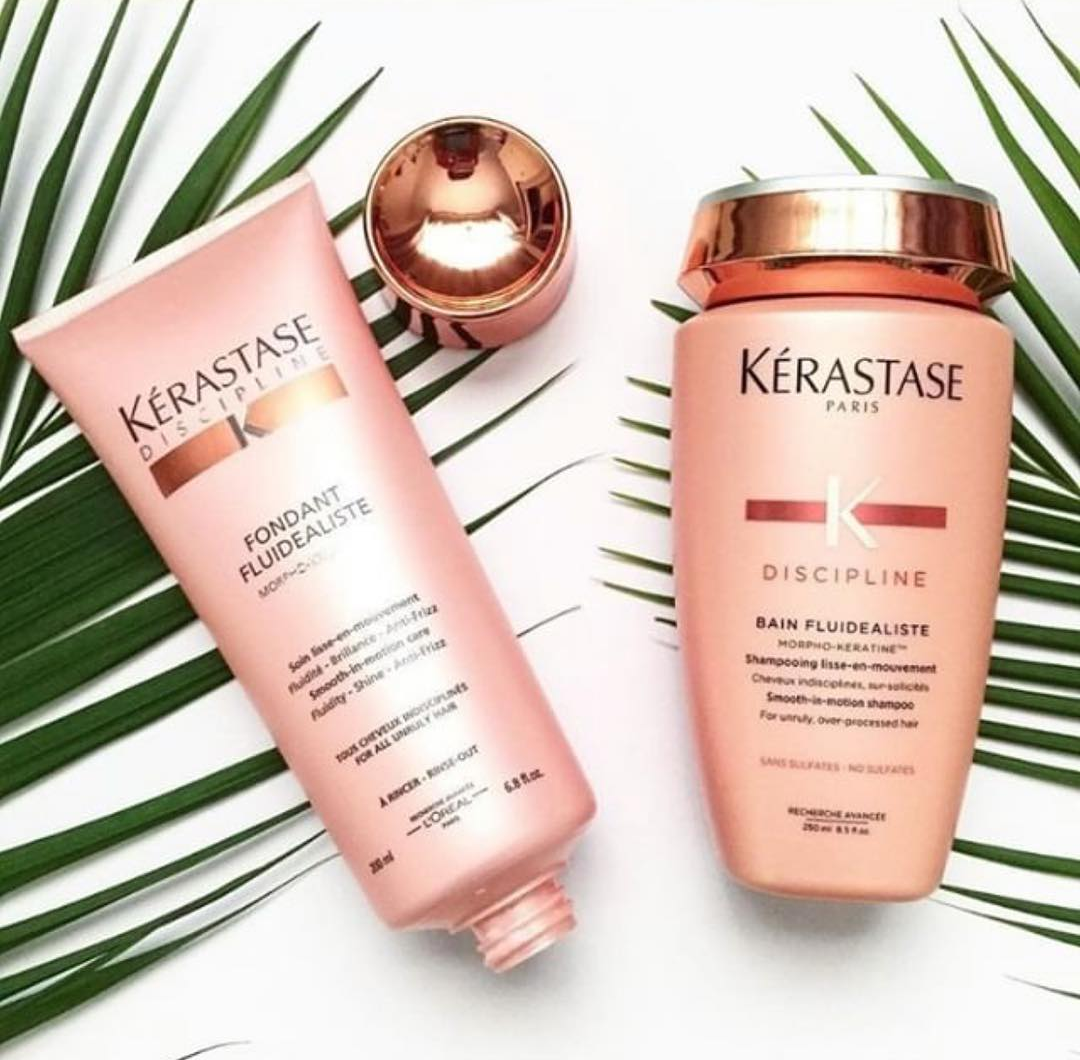 KÉRASTASE
DISCIPLINE
K
FONDANT
FLUIDEALISTE
Soin lisse-en-mouvement
Fluidité - Brillance - Anti-Frizz
Smooth-in-motion care
Fluidity - Shine - Anti-Frizz
TOUS CHEVEUX INDISCIPLINÉS
FOR ALL UNRULY HAIR
À RINCER - RINSE-OUT
RECHERCHE AVANCÉE
L'ORÉAL
PARIS
200 ml
6.8 fl.oz.
KÉRASTASE
PARIS
K
DISCIPLINE
BAIN FLUIDEALISTE
MORPHO-KERATINE™
Shampooing lisse-en-mouvement
Cheveux indisciplinés, sur-sollicités
Smooth-in-motion shampoo
For unruly, over-processed hair
SANS SULFATES - NO SULFATES
RECHERCHE AVANCÉE
250 ml 8.5 fl.oz.